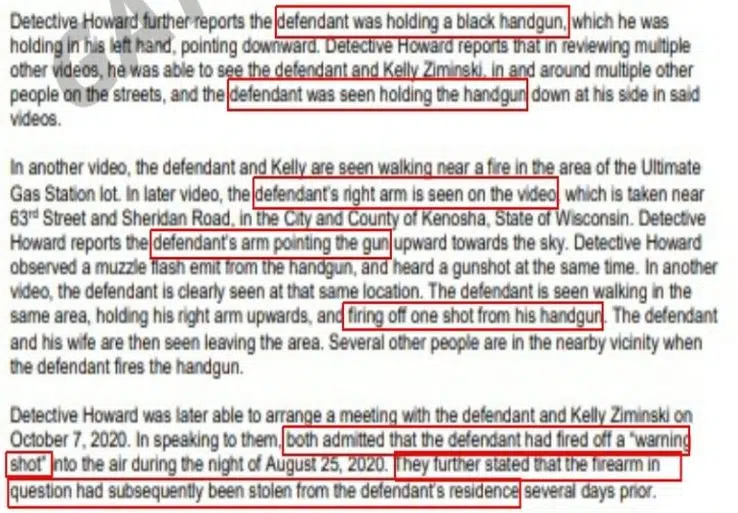 Detective Howard further reports the defendant was holding a black handgun, which he was
holding in his left hand, pointing downward. Detective Howard reports that in reviewing multiple
other videos, he was able to see the defendant and Kelly Ziminski, in and around multiple other
people on the streets, and the defendant was seen holding the handgun down at his side in said
videos.
In another video, the defendant and Kelly are seen walking near a fire in the area of the Ultimate
Gas Station lot. In later video, the defendant's right arm is seen on the video, which is taken near
63rd Street and Sheridan Road, in the City and County of Kenosha, State of Wisconsin. Detective
Howard reports the defendant's arm pointing the gun upward towards the sky. Detective Howard
observed a muzzle flash emit from the handgun, and heard a gunshot at the same time. In another
video, the defendant is clearly seen at that same location. The defendant is seen walking in the
same area, holding his right arm upwards, and firing off one shot from his handgun. The defendant
and his wife are then seen leaving the area. Several other people are in the nearby vicinity when
the defendant fires the handgun.
Detective Howard was later able to arrange a meeting with the defendant and Kelly Ziminski on
October 7, 2020. In speaking to them, both admitted that the defendant had fired off a "warning
shot" into the air during the night of August 25, 2020. They further stated that the firearm in
question had subsequently been stolen from the defendant's residence several days prior.